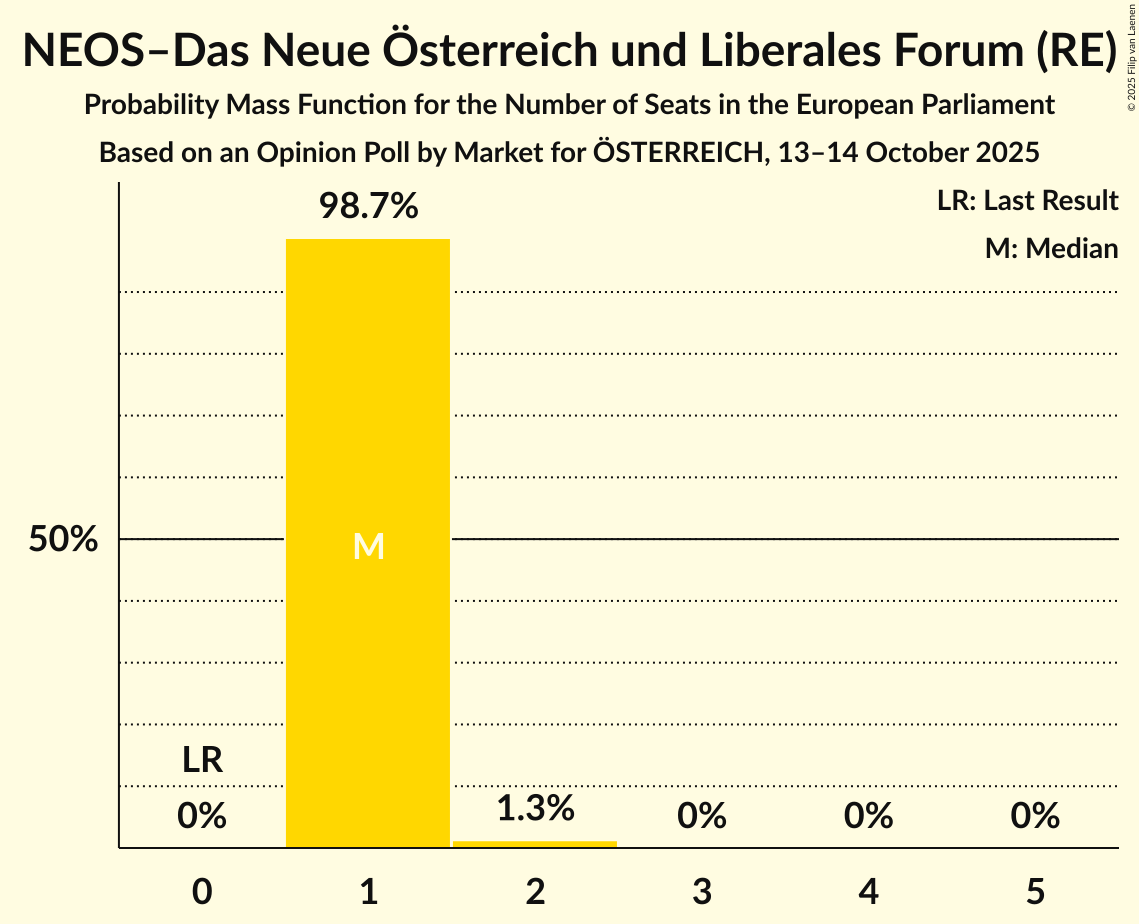 NEOS–Das Neue Österreich und Liberales Forum (RE)
Probability Mass Function for the Number of Seats in the European Parliament
Based on an Opinion Poll by Market for ÖSTERREICH, 13–14 October 2025
© 2025 Filip van Laenen
LR: Last Result
M: Median
98.7%
50%
M
LR
0%
1.3%
0%
0%
0%
0 1 2 3 4 5